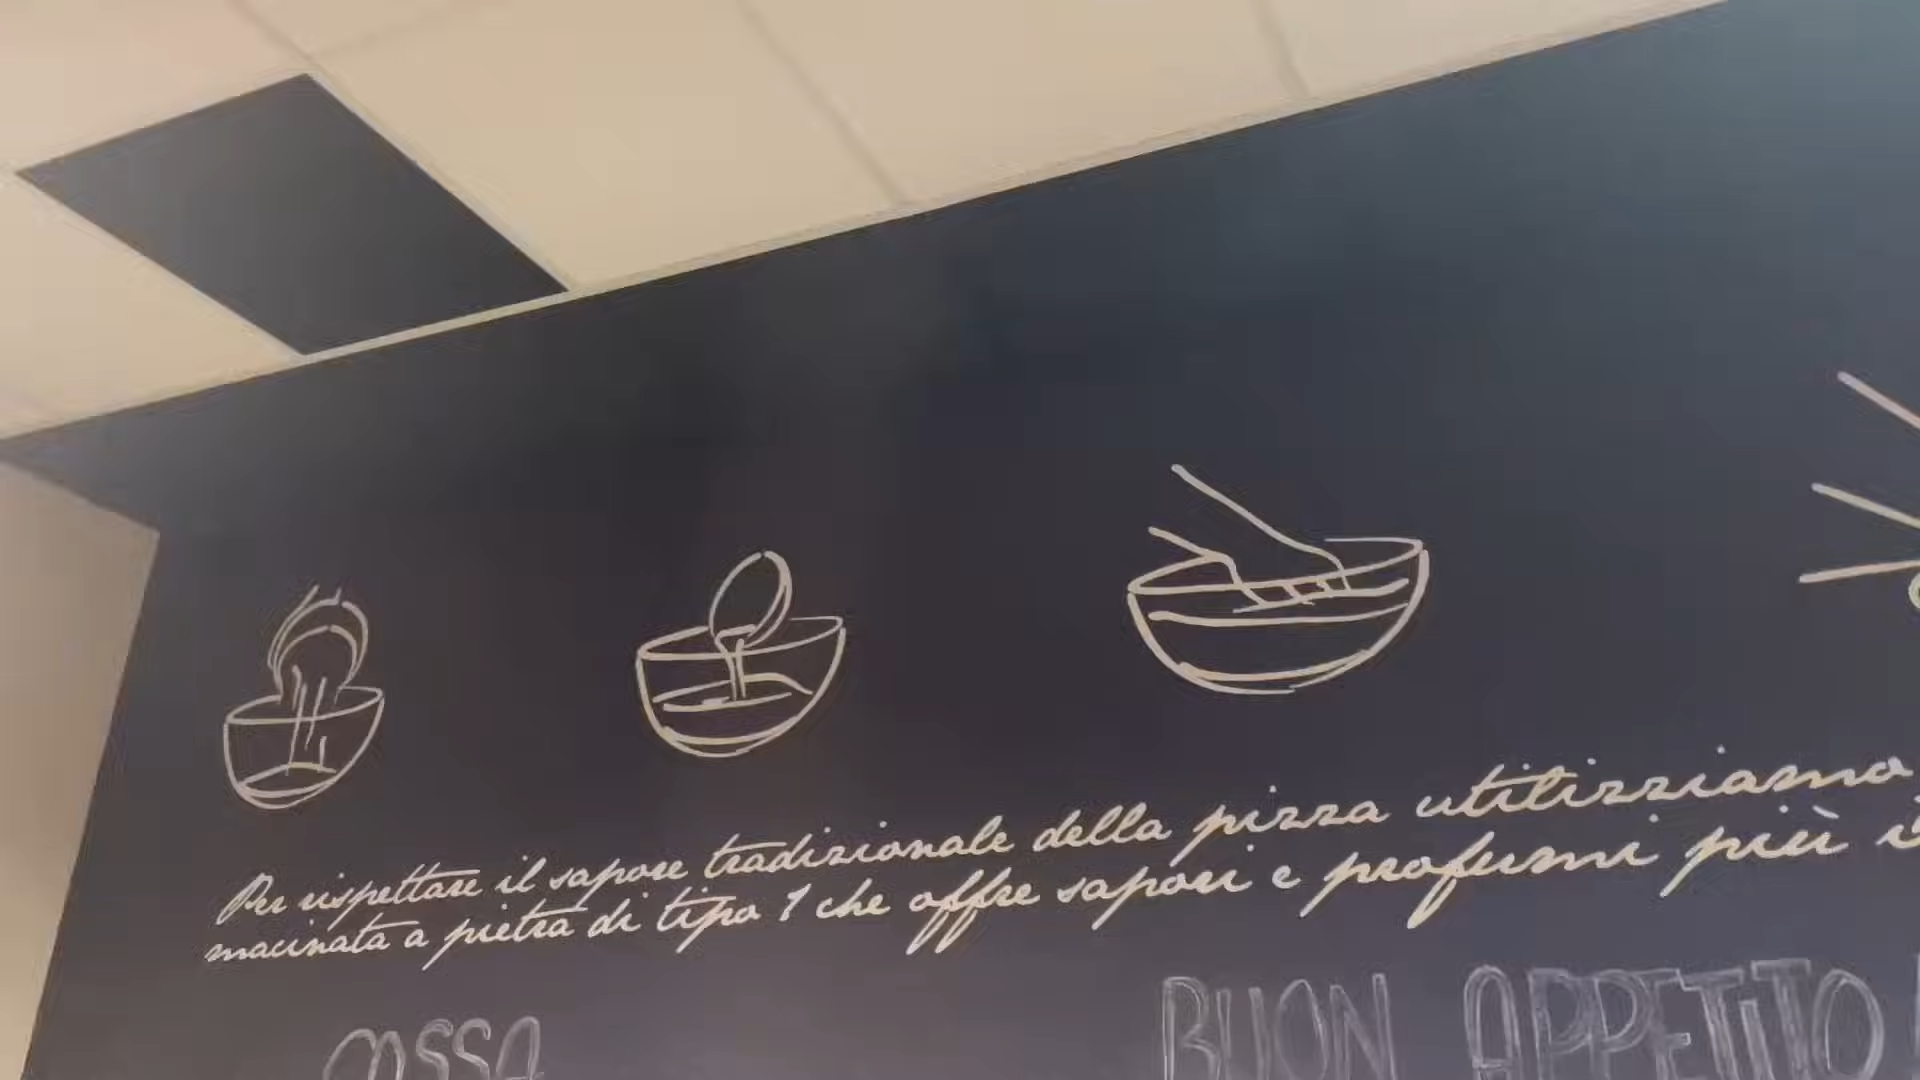 Per rispettare il sapore tradizionale della pizza utilizziamo
macinata a pietra di tipo 1 che offre sapori e profumi più
CASSA
BUON APPETITO